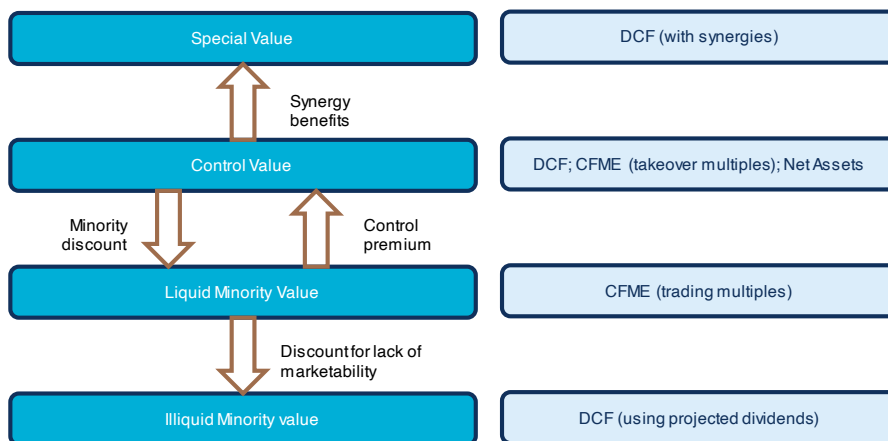 Special Value
DCF (with synergies)
Synergy
benefits
Control Value
DCF; CFME (takeover multiples); Net Assets
Minority
discount
Control
premium
Liquid Minority Value
CFME (trading multiples)
Discount for lack of
marketability
Illiquid Minority value
DCF (using projected dividends)